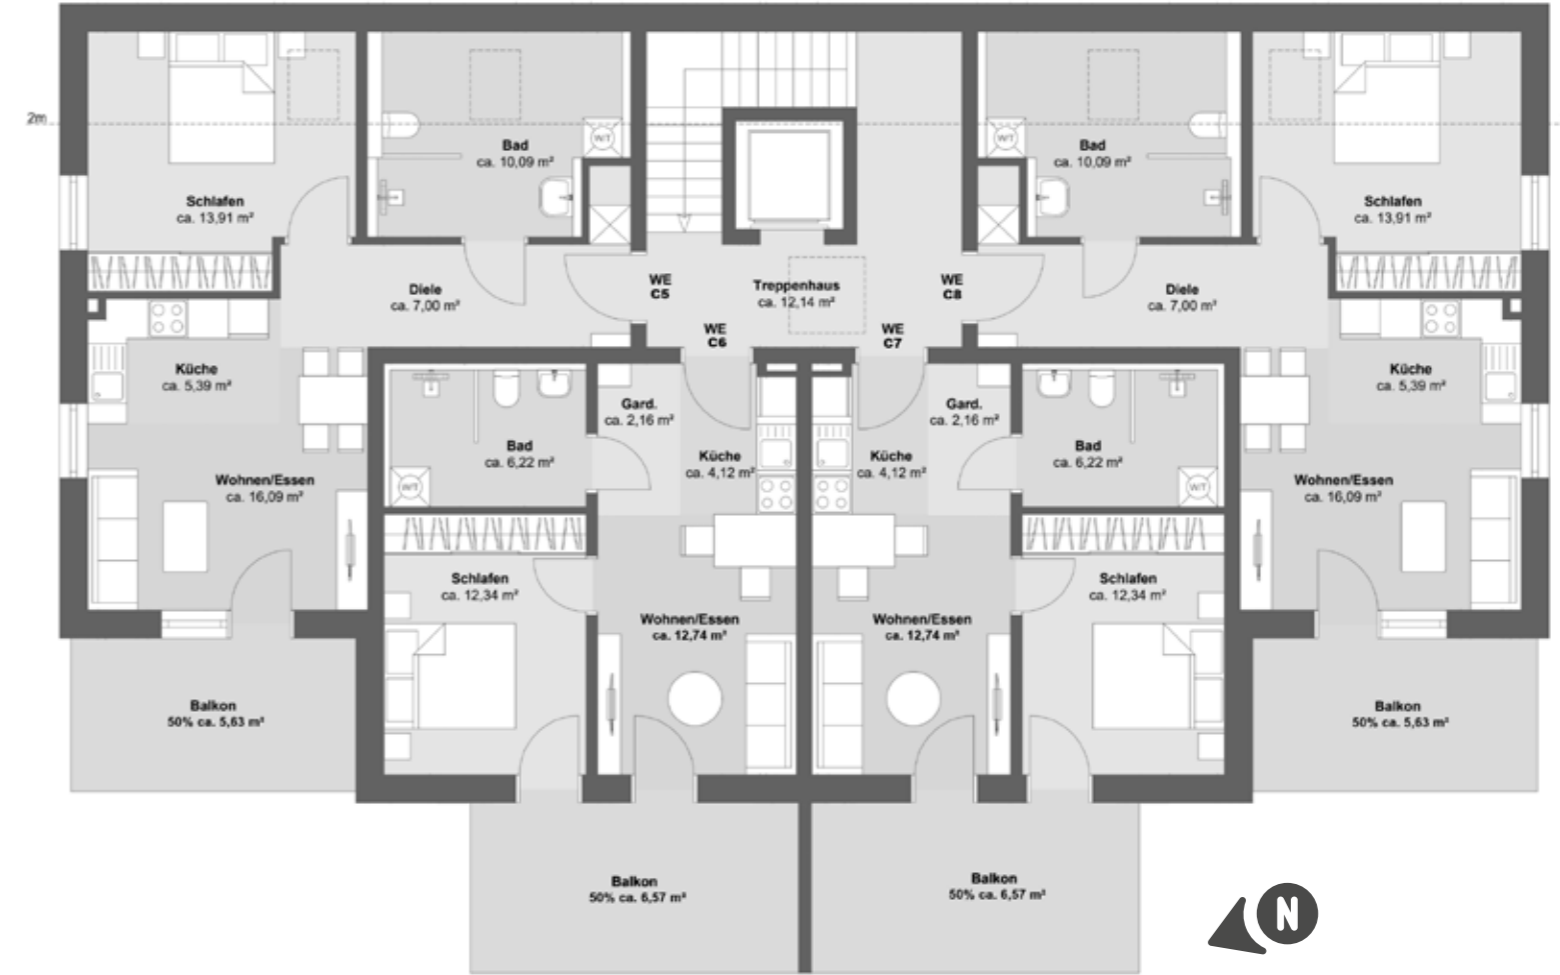 2m
Schlafen
ca. 13,91 m²
Bad
ca. 10,09 m²
W/T
W/T
Bad
ca. 10,09 m²
Schlafen
ca. 13,91 m²
Diele
ca. 7,00 m²
WE
C5
Treppenhaus
ca. 12,14 m²
WE
C8
Diele
ca. 7,00 m²
WE
C6
WE
C7
Küche
ca. 5,39 m²
Gard.
ca. 2,16 m²
Gard.
ca. 2,16 m²
Küche
ca. 5,39 m²
Bad
ca. 6,22 m²
Küche
ca. 4,12 m²
Küche
ca. 4,12 m²
Bad
ca. 6,22 m²
Wohnen/Essen
ca. 16,09 m²
W/T
W/T
Wohnen/Essen
ca. 16,09 m²
Schlafen
ca. 12,34 m²
Wohnen/Essen
ca. 12,74 m²
Wohnen/Essen
ca. 12,74 m²
Schlafen
ca. 12,34 m²
Balkon
50% ca. 5,63 m²
Balkon
50% ca. 5,63 m²
Balkon
50% ca. 6,57 m²
Balkon
50% ca. 6,57 m²
N